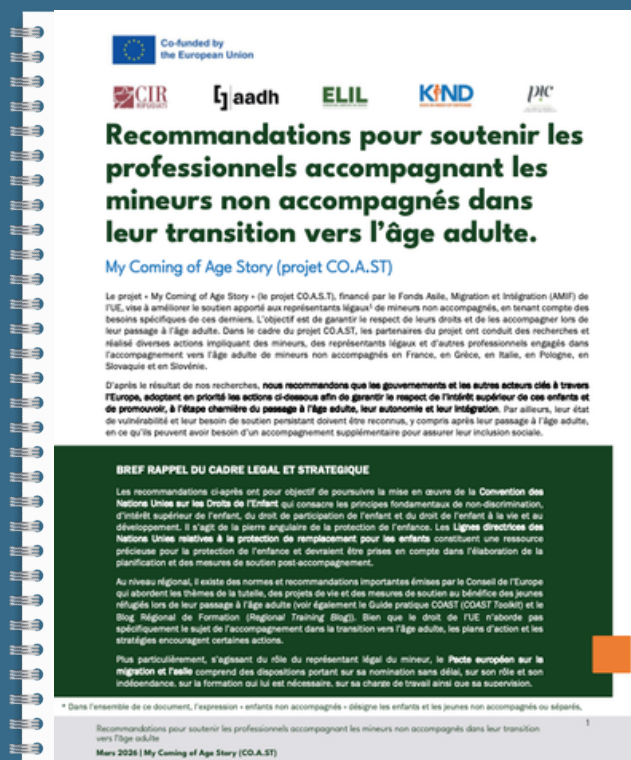 Co-funded by
the European Union
CIR
RIFUGIATI
aadh
ELIL
KIND
pic
Recommandations pour soutenir les
professionnels accompagnant les
mineurs non accompagnés dans
leur transition vers l'âge adulte.
My Coming of Age Story (projet CO.A.ST)
Le projet « My Coming of Age Story » (le projet CO.A.S.T), financé par le Fonds Asile, Migration et Intégration (AMIF) de
l'UE, vise à améliorer le soutien apporté aux représentants légaux¹ de mineurs non accompagnés, en tenant compte des
besoins spécifiques de ces derniers. L'objectif est de garantir le respect de leurs droits et de les accompagner lors de
leur passage à l'âge adulte. Dans le cadre du projet CO.A.ST, les partenaires du projet ont conduit des recherches et
réalisé diverses actions impliquant des mineurs, des représentants légaux et d'autres professionnels engagés dans
l'accompagnement vers l'âge adulte de mineurs non accompagnés en France, en Grèce, en Italie, en Pologne, en
Slovaquie et en Slovénie.
D'après le résultat de nos recherches, nous recommandons que les gouvernements et les autres acteurs clés à travers
l'Europe, adoptent en priorité les actions ci-dessous afin de garantir le respect de l'intérêt supérieur de ces enfants et
de promouvoir, à l'étape charnière du passage à l'âge adulte, leur autonomie et leur intégration. Par ailleurs, leur état
de vulnérabilité et leur besoin de soutien persistant doivent être reconnus, y compris après leur passage à l'âge adulte,
en ce qu'ils peuvent avoir besoin d'un accompagnement supplémentaire pour assurer leur inclusion sociale.
BREF RAPPEL DU CADRE LEGAL ET STRATEGIQUE
Les recommandations ci-après ont pour objectif de poursuivre la mise en œuvre de la Convention des
Nations Unies sur les Droits de l'Enfant qui consacre les principes fondamentaux de non-discrimination,
d'intérêt supérieur de l'enfant, du droit de participation de l'enfant et du droit de l'enfant à la vie et au
développement. Il s'agit de la pierre angulaire de la protection de l'enfance. Les Lignes directrices des
Nations Unies relatives à la protection de remplacement pour les enfants constituent une ressource
précieuse pour la protection de l'enfance et devraient être prises en compte dans l'élaboration de la
planification et des mesures de soutien post-accompagnement.
Au niveau régional, il existe des normes et recommandations importantes émises par le Conseil de l'Europe
qui abordent les thèmes de la tutelle, des projets de vie et des mesures de soutien au bénéfice des jeunes
réfugiés lors de leur passage à l'âge adulte (voir également le Guide pratique COAST (COAST Toolkit) et le
Blog Régional de Formation (Regional Training Blog)). Bien que le droit de l'UE n'aborde pas
spécifiquement le sujet de l'accompagnement dans la transition vers l'âge adulte, les plans d'action et les
stratégies encouragent certaines actions.
Plus particulièrement, s'agissant du rôle du représentant légal du mineur, le Pacte européen sur la
migration et l'asile comprend des dispositions portant sur sa nomination sans délai, sur son rôle et son
indépendance, sur la formation qui lui est nécessaire, sur sa charge de travail ainsi que sa supervision.
* Dans l'ensemble de ce document, l'expression « enfants non accompagnés » désigne les enfants et les jeunes non accompagnés ou séparés,
1
Recommandations pour soutenir les professionnels accompagnant les mineurs non accompagnés dans leur transition
vers l'âge adulte
Mars 2026 | My Coming of Age Story (CO.A.ST)